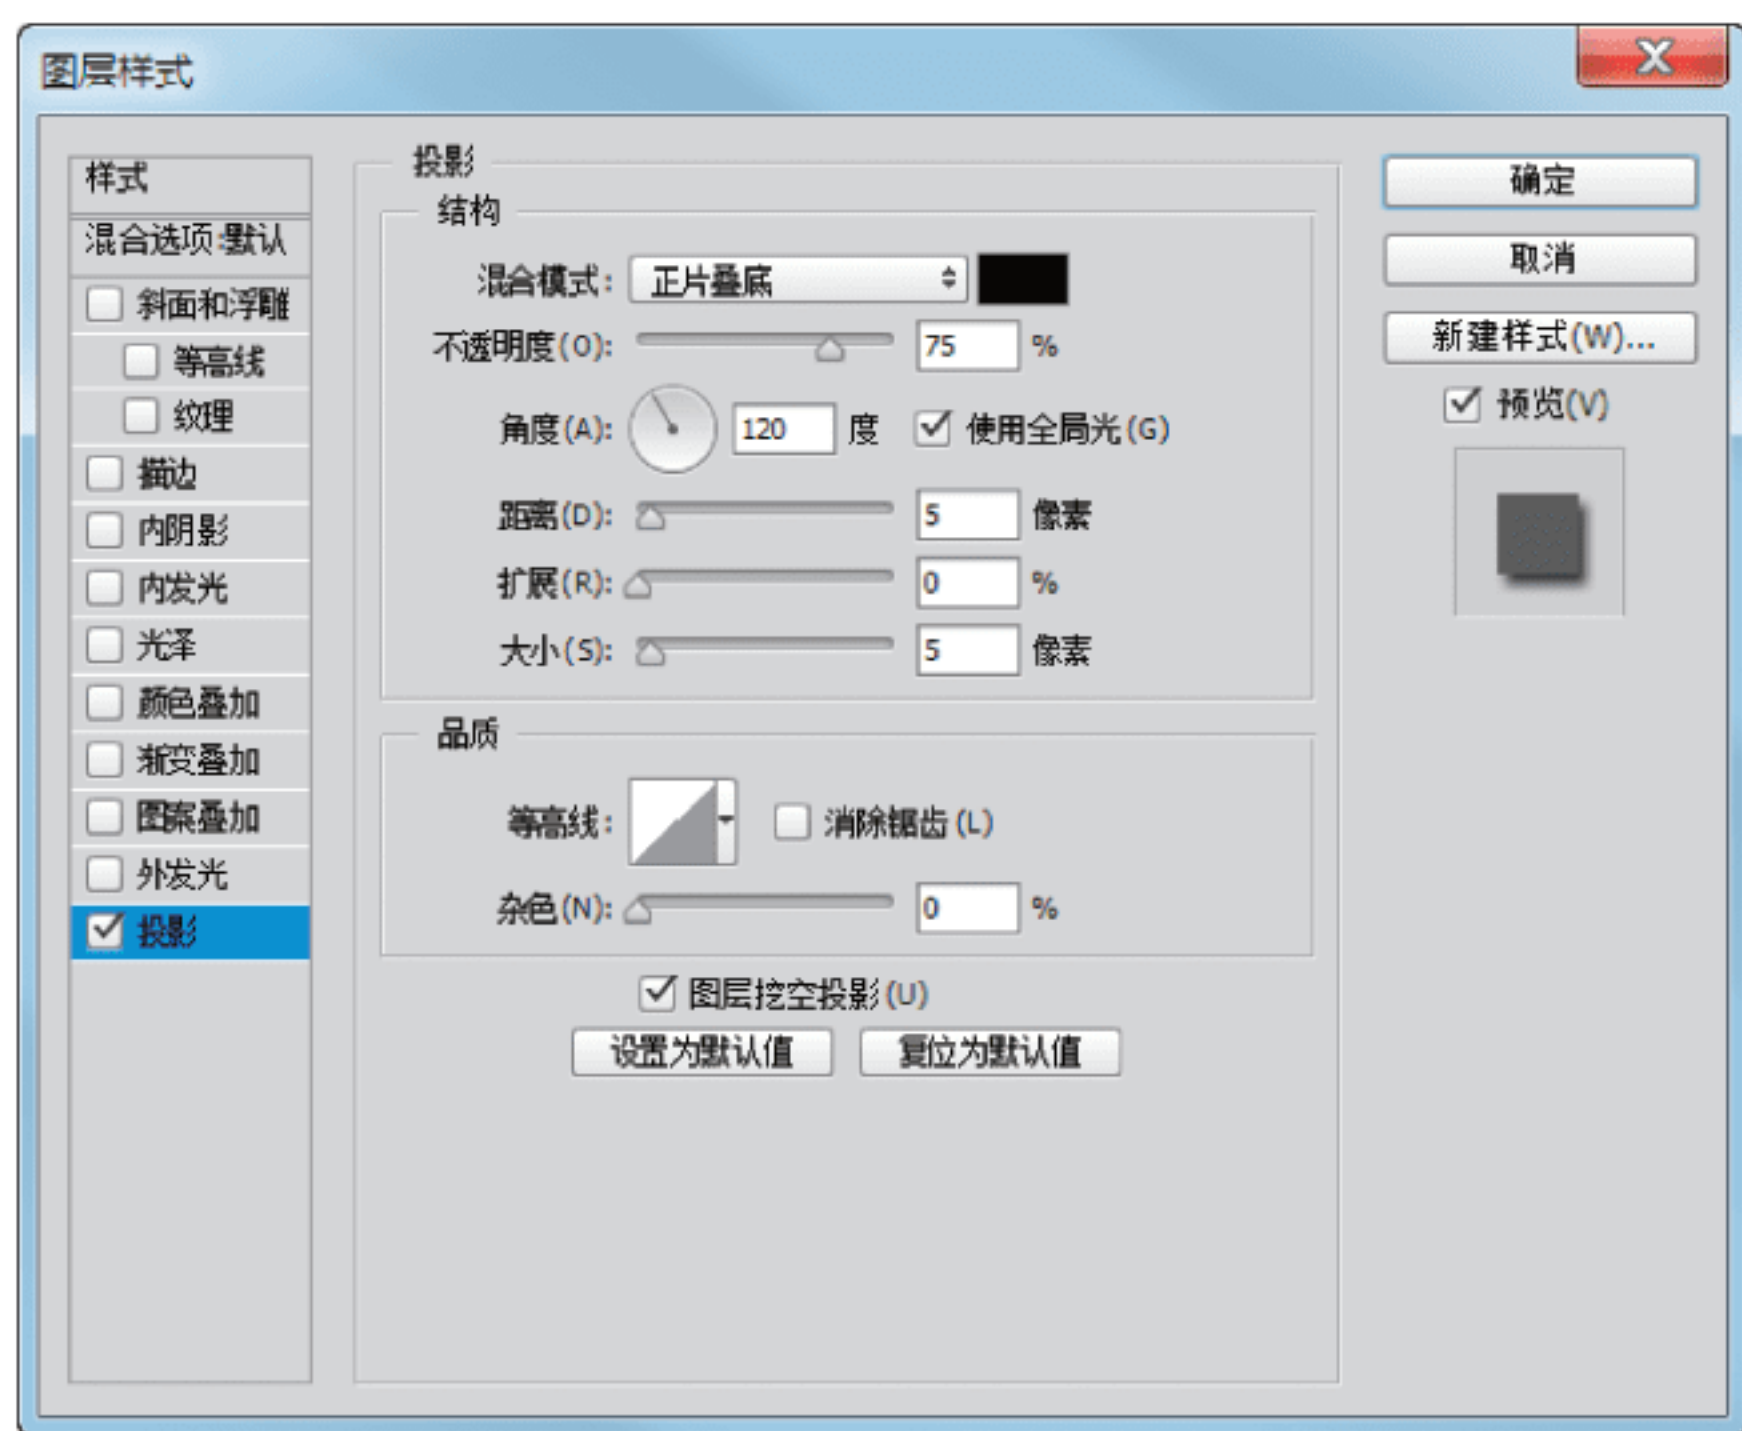 图层样式
样式
混合选项:默认
斜面和浮雕
等高线
纹理
描边
内阴影
内发光
光泽
颜色叠加
渐变叠加
图案叠加
外发光
投影
投影
结构
混合模式: 正片叠底
不透明度(O): 75 %
角度(A): 120 度 使用全局光(G)
距离(D): 5 像素
扩展(R): 0 %
大小(S): 5 像素
品质
等高线: 消除锯齿(L)
杂色(N): 0 %
图层挖空投影(U)
设置为默认值 复位为默认值
确定
取消
新建样式(W)...
预览(V)